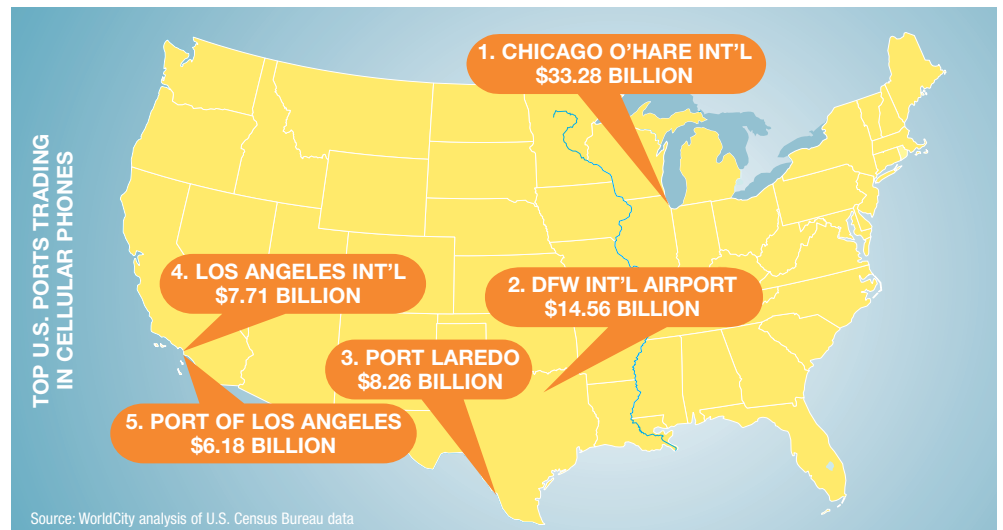 TOP U.S. PORTS TRADING
IN CELLULAR PHONES
1. CHICAGO O’HARE INT’L
$33.28 BILLION
4. LOS ANGELES INT’L
$7.71 BILLION
2. DFW INT’L AIRPORT
$14.56 BILLION
3. PORT LAREDO
$8.26 BILLION
5. PORT OF LOS ANGELES
$6.18 BILLION
Source: WorldCity analysis of U.S. Census Bureau data